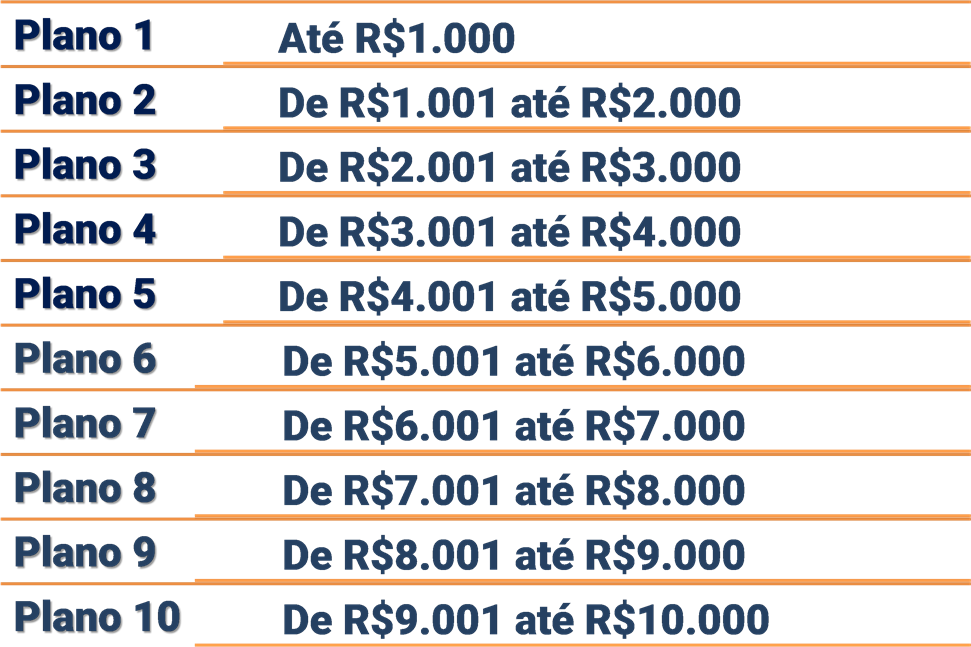 Plano 1 Até R$1.000
Plano 2 De R$1.001 até R$2.000
Plano 3 De R$2.001 até R$3.000
Plano 4 De R$3.001 até R$4.000
Plano 5 De R$4.001 até R$5.000
Plano 6 De R$5.001 até R$6.000
Plano 7 De R$6.001 até R$7.000
Plano 8 De R$7.001 até R$8.000
Plano 9 De R$8.001 até R$9.000
Plano 10 De R$9.001 até R$10.000